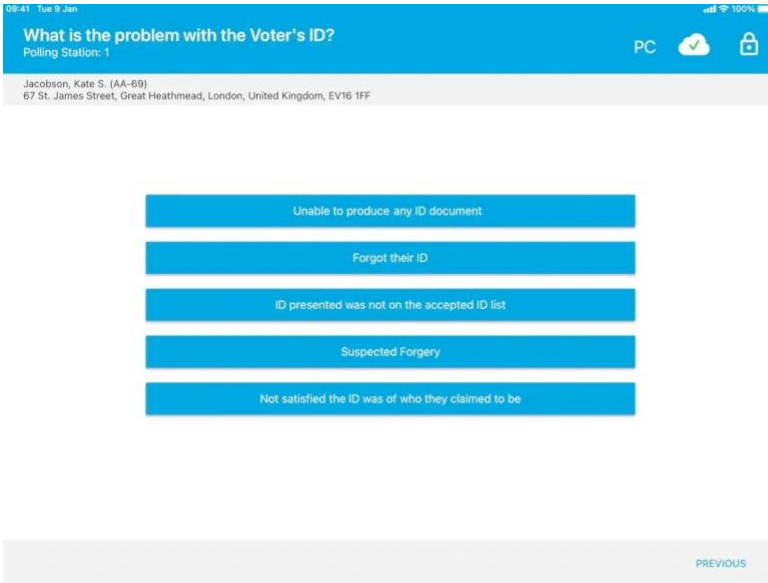 09:41 Tue 9 Jan 100%
What is the problem with the Voter's ID?
Polling Station: 1
PC
Jacobson, Kate S. (AA-69)
67 St. James Street, Great Heathmead, London, United Kingdom, EV16 1FF
Unable to produce any ID document
Forgot their ID
ID presented was not on the accepted ID list
Suspected Forgery
Not satisfied the ID was of who they claimed to be
PREVIOUS